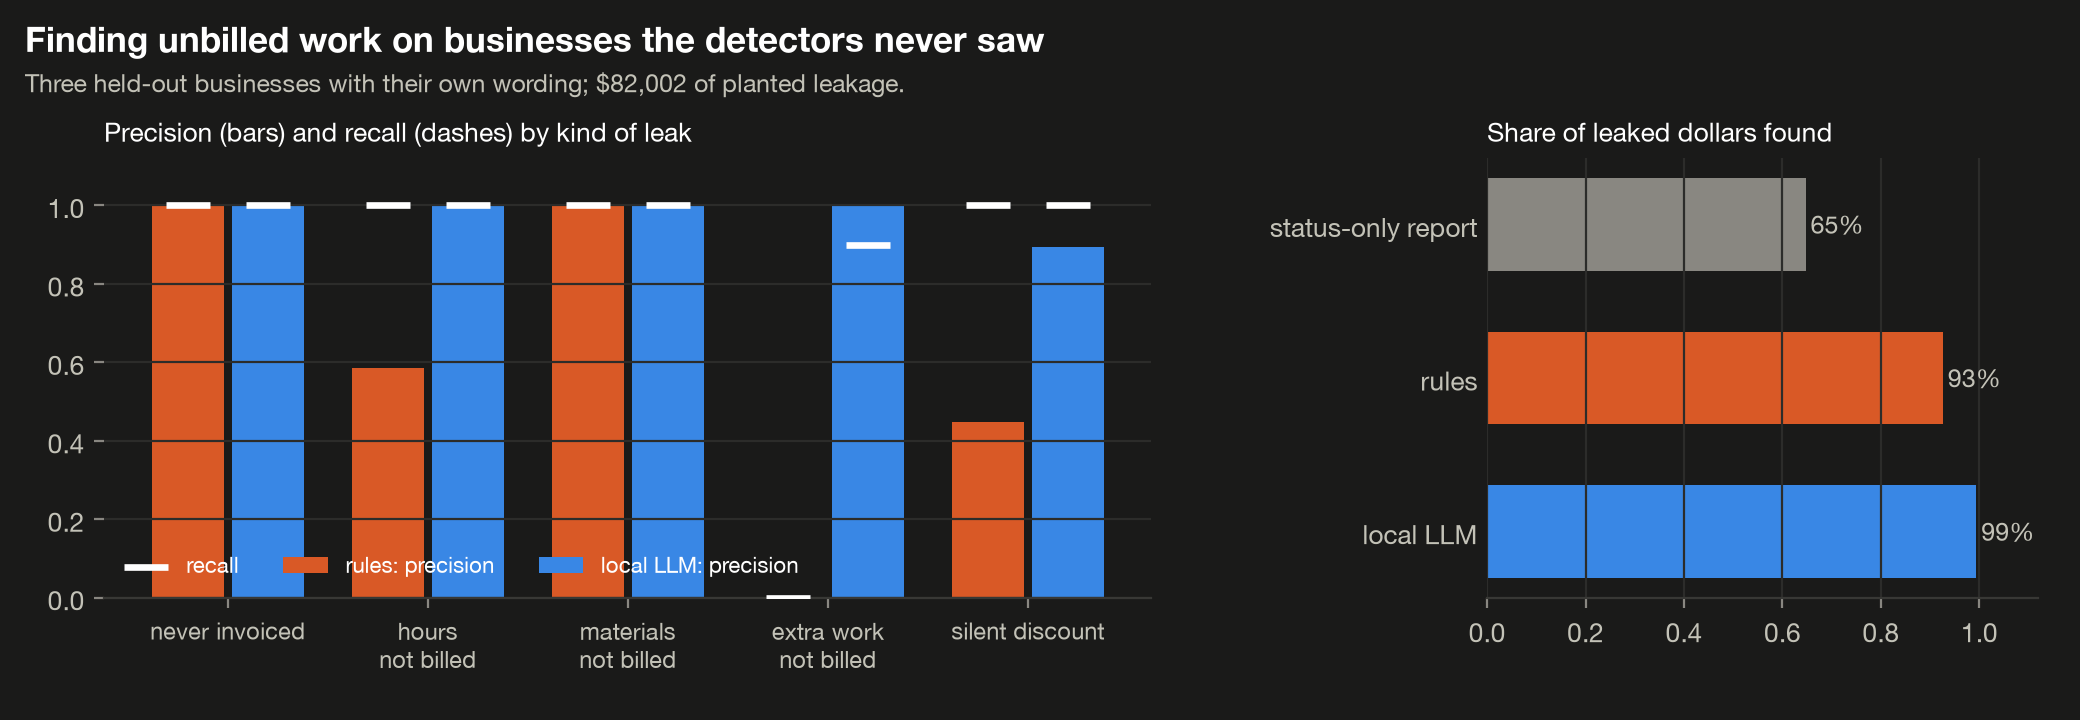 Finding unbilled work on businesses the detectors never saw
Three held-out businesses with their own wording; $82,002 of planted leakage.
Precision (bars) and recall (dashes) by kind of leak
1.0
0.8
0.6
0.4
0.2
0.0
recall
rules: precision
local LLM: precision
never invoiced
hours
not billed
materials
not billed
extra work
not billed
silent discount
Share of leaked dollars found
status-only report
65%
rules
93%
local LLM
99%
0.0
0.2
0.4
0.6
0.8
1.0